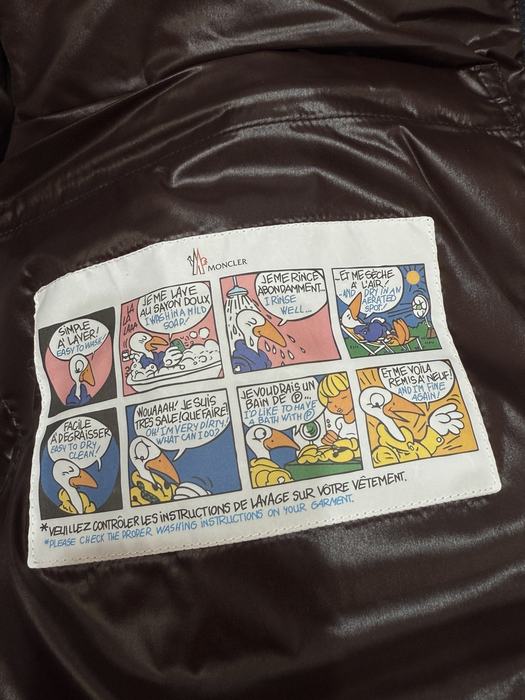 MONCLER
SIMPLE
À LAVER!
EASY TO WASH!
LA
LA
LAAA
JE ME LAVE
AU SAVON DOUX
I WASH IN A MILD
SOAP!
JE ME RINCE
ABONDAMMENT...
I RINSE
WELL...
..ET ME SÈCHE
À L'AIR!
..AND I DRY IN AN
AERATED
SPOT!
FACILE
À DÉGRAISSER
EASY TO DRY
CLEAN!
WOUAAAH! JE SUIS
TRÈS SALE QUE FAIRE!
OH! I'M VERY DIRTY,
WHAT CAN I DO?
JE VOUDRAIS UN
BAIN DE Ⓟ...
I'D LIKE TO HAVE
A BATH WITH Ⓟ
ET ME VOILA
REMIS À NEUF!
AND I'M FINE
AGAIN!
*VEUILLEZ CONTRÔLER LES INSTRUCTIONS DE LAVAGE SUR VÔTRE VÊTEMENT.
*PLEASE CHECK THE PROPER WASHING INSTRUCTIONS ON YOUR GARMENT.